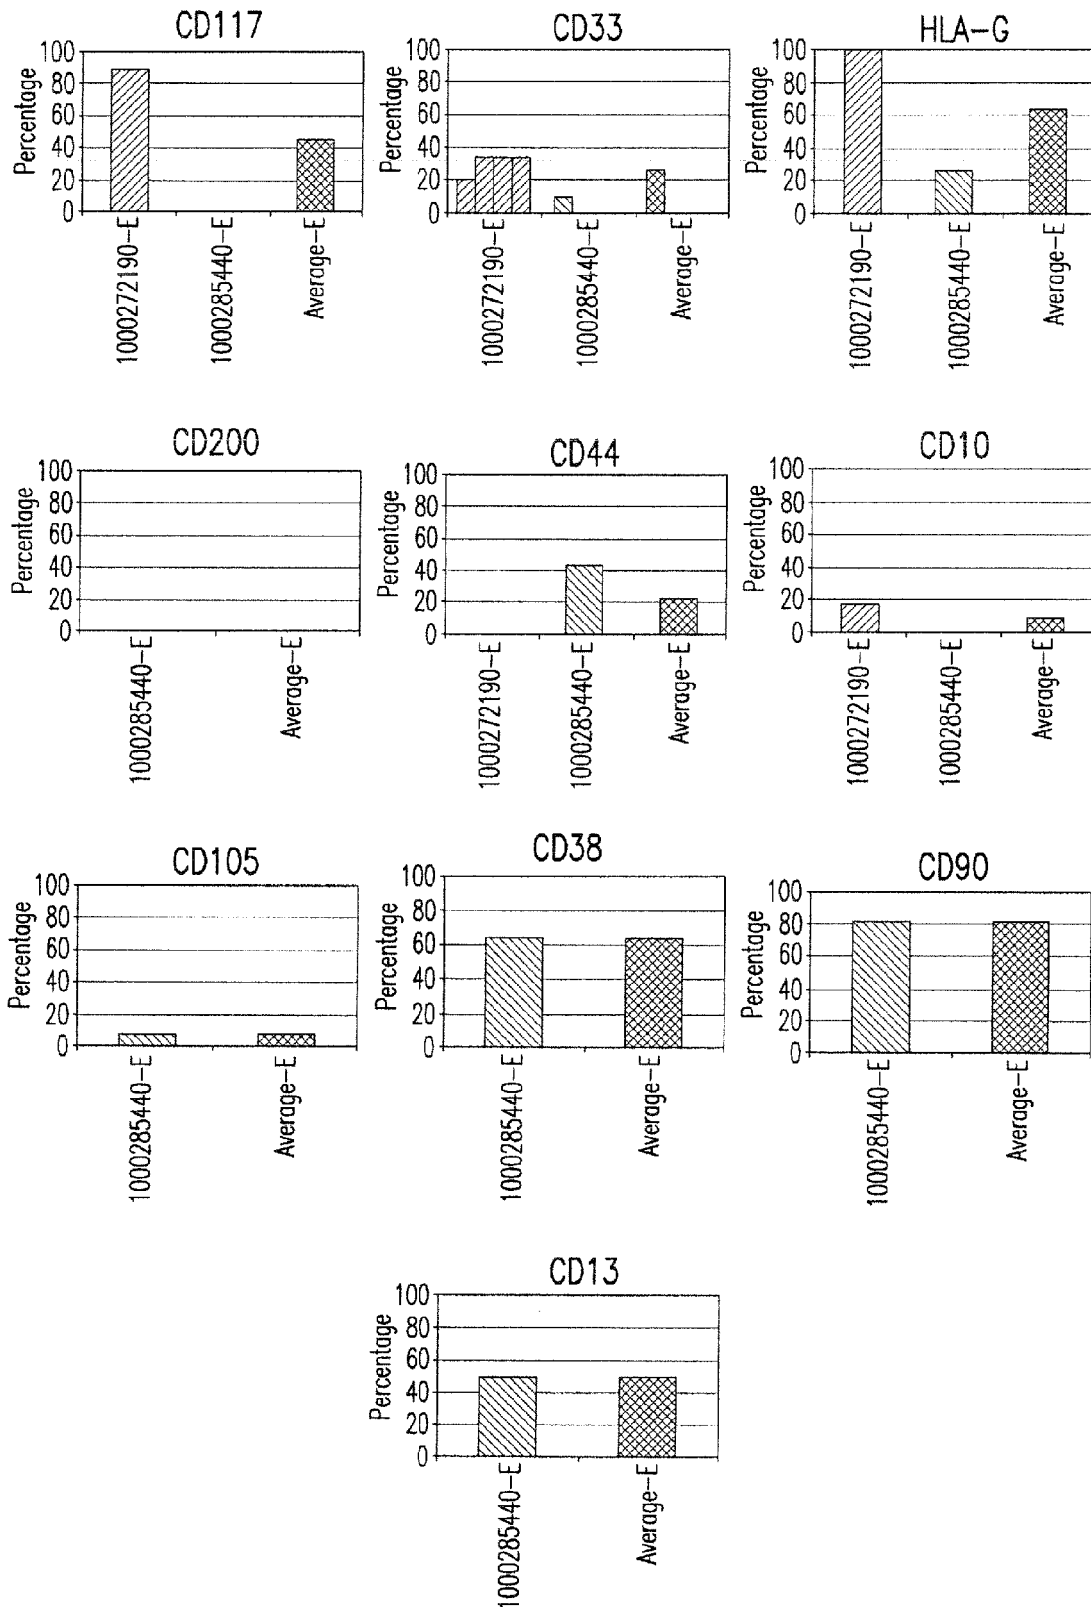 CD117
Percentage
100
80
60
40
20
0
1000272190-E
1000285440-E
Average-E
CD33
Percentage
100
80
60
40
20
0
1000272190-E
1000285440-E
Average-E
HLA-G
Percentage
100
80
60
40
20
0
1000272190-E
1000285440-E
Average-E
CD200
Percentage
100
80
60
40
20
0
1000285440-E
Average-E
CD44
Percentage
100
80
60
40
20
0
1000272190-E
1000285440-E
Average-E
CD10
Percentage
100
80
60
40
20
0
1000272190-E
1000285440-E
Average-E
CD105
Percentage
100
80
60
40
20
0
1000285440-E
Average-E
CD38
Percentage
100
80
60
40
20
0
1000285440-E
Average-E
CD90
Percentage
100
80
60
40
20
0
1000285440-E
Average-E
CD13
Percentage
100
80
60
40
20
0
1000285440-E
Average-E